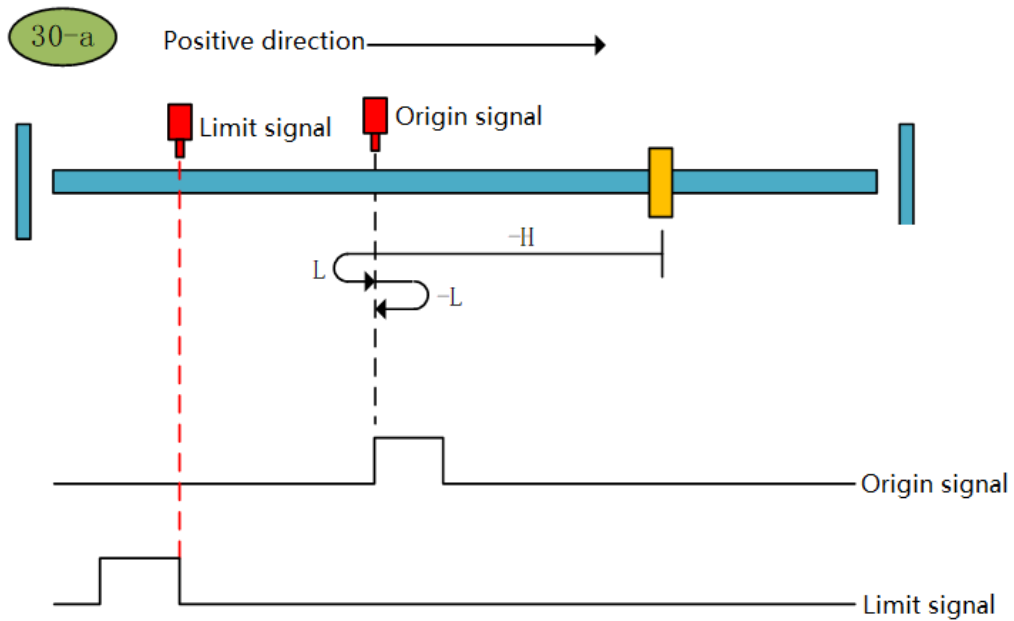 30-a
Positive direction
Limit signal
Origin signal
-H
L
-L
Origin signal
Limit signal